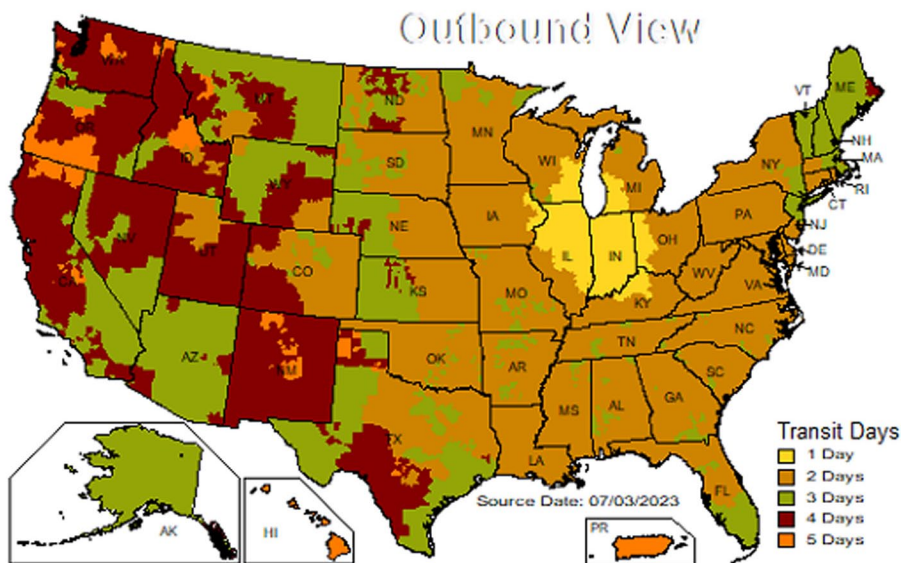 Outbound View
WA
OR
CA
NV
ID
MT
WY
UT
AZ
NM
CO
ND
SD
NE
KS
OK
TX
MN
IA
MO
AR
LA
WI
IL
MI
IN
OH
KY
TN
MS
AL
GA
FL
SC
NC
VA
WV
PA
NY
VT
ME
NH
MA
RI
CT
NJ
DE
MD
AK
HI
PR
Source Date: 07/03/2023
Transit Days
1 Day
2 Days
3 Days
4 Days
5 Days